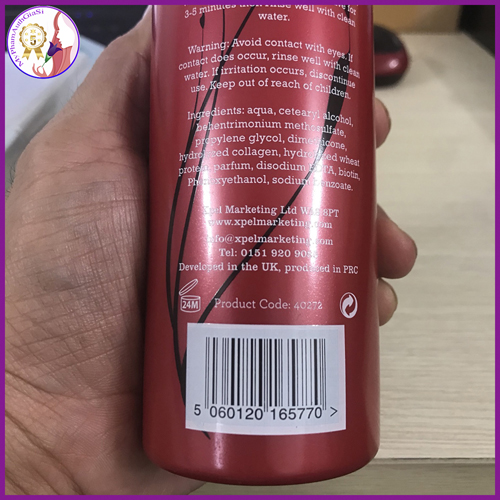 3-5 minutes then rinse well with clean
water.
Warning: Avoid contact with eyes. If
contact does occur, rinse well with clean
water. If irritation occurs, discontinue
use. Keep out of reach of children.
Ingredients: aqua, cetearyl, alcohol,
behentrimonium methosulfate,
propylene glycol, dimethicone,
hydrolyzed collagen, hydrolyzed wheat
protein, parfum, disodium EDTA, biotin,
Phenoxyethanol, sodium benzoate.
Xpel Marketing Ltd WA88PT
www.xpelmarketing.com
info@xpelmarketing.com
Tel: 0151 920
Developed in the UK, produced in PRC
24M
Product Code: 40272
5 060120 165770 >